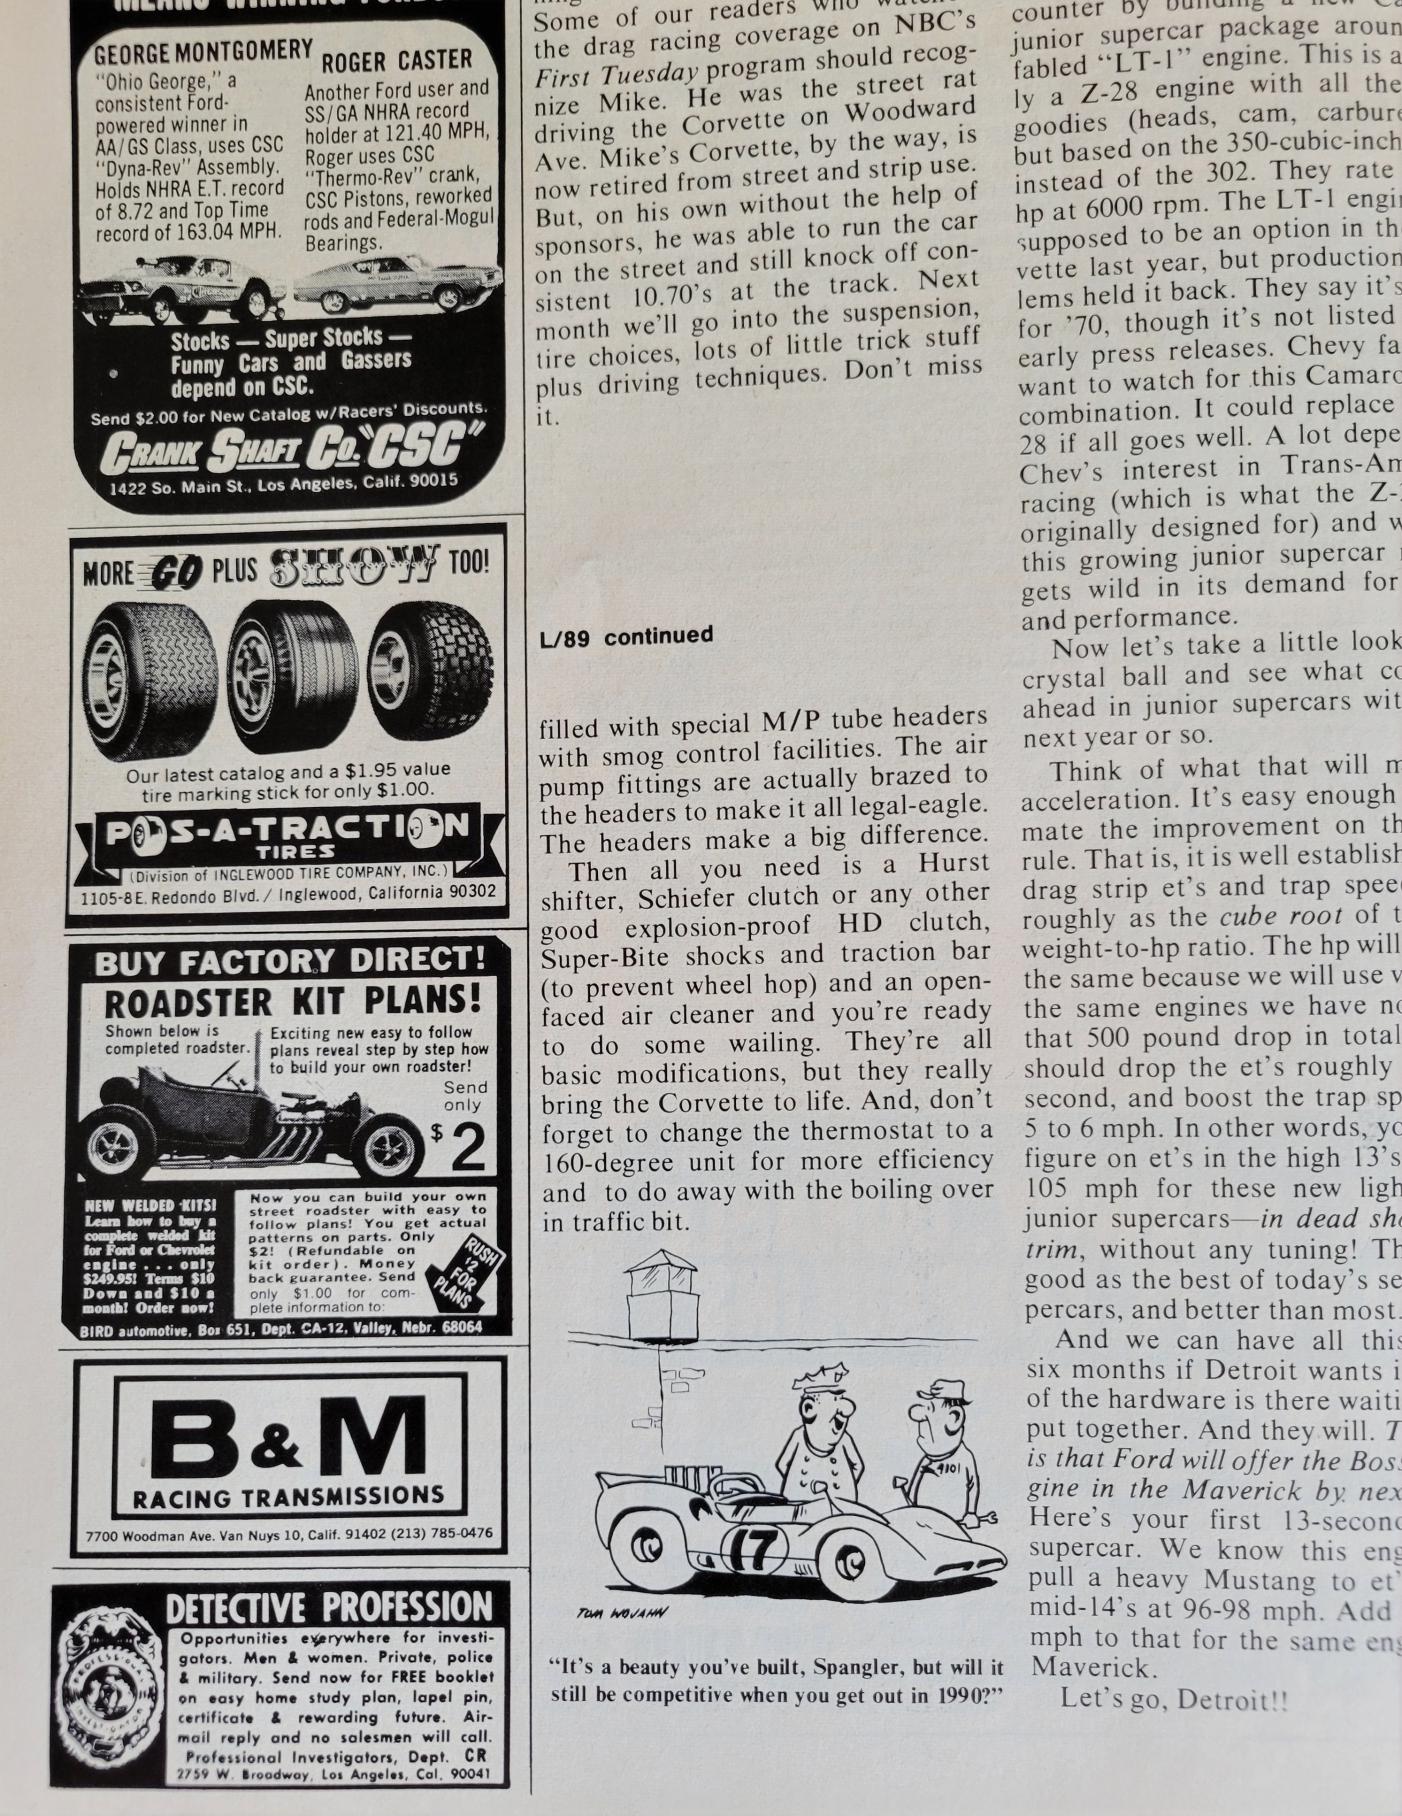 MEANS WINNING FORDS
GEORGE MONTGOMERY
"Ohio George," a
consistent Ford-
powered winner in
AA/GS Class, uses CSC
"Dyna-Rev" Assembly.
Holds NHRA E.T. record
of 8.72 and Top Time
record of 163.04 MPH.
ROGER CASTER
Another Ford user and
SS/GA NHRA record
holder at 121.40 MPH,
Roger uses CSC
"Thermo-Rev" crank,
CSC Pistons, reworked
rods and Federal-Mogul
Bearings.
Stocks — Super Stocks —
Funny Cars and Gassers
depend on CSC.
Send $2.00 for New Catalog w/Racers' Discounts.
CRANK SHAFT CO. "CSC"
1422 So. Main St., Los Angeles, Calif. 90015
MORE GO PLUS SHOW TOO!
Our latest catalog and a $1.95 value
tire marking stick for only $1.00.
POS-A-TRACTION
TIRES
(Division of INGLEWOOD TIRE COMPANY, INC.)
1105-8 E. Redondo Blvd. / Inglewood, California 90302
BUY FACTORY DIRECT!
ROADSTER KIT PLANS!
Shown below is
completed roadster.
Exciting new easy to follow
plans reveal step by step how
to build your own roadster!
Send
only
$2
NEW WELDED KITS!
Learn how to buy a
complete welded kit
for Ford or Chevrolet
engine . . . only
$249.95! Terms $10
Down and $10 a
month! Order now!
Now you can build your own
street roadster with easy to
follow plans! You get actual
patterns on parts. Only
$2! (Refundable on
kit order). Money
back guarantee. Send
only $1.00 for com-
plete information to:
RUSH
$2
FOR
PLANS
BIRD automotive, Box 651, Dept. CA-12, Valley, Nebr. 68064
B&M
RACING TRANSMISSIONS
7700 Woodman Ave. Van Nuys 10, Calif. 91402 (213) 785-0476
DETECTIVE PROFESSION
Opportunities everywhere for investi-
gators. Men & women. Private, police
& military. Send now for FREE booklet
on easy home study plan, lapel pin,
certificate & rewarding future. Air-
mail reply and no salesmen will call.
Professional Investigators, Dept. CR
2759 W. Broadway, Los Angeles, Cal. 90041
Some of our readers who
the drag racing coverage on NBC's
First Tuesday program should recog-
nize Mike. He was the street rat
driving the Corvette on Woodward
Ave. Mike's Corvette, by the way, is
now retired from street and strip use.
But, on his own without the help of
sponsors, he was able to run the car
on the street and still knock off con-
sistent 10.70's at the track. Next
month we'll go into the suspension,
tire choices, lots of little trick stuff
plus driving techniques. Don't miss
it.
L/89 continued
filled with special M/P tube headers
with smog control facilities. The air
pump fittings are actually brazed to
the headers to make it all legal-eagle.
The headers make a big difference.
Then all you need is a Hurst
shifter, Schiefer clutch or any other
good explosion-proof HD clutch,
Super-Bite shocks and traction bar
(to prevent wheel hop) and an open-
faced air cleaner and you're ready
to do some wailing. They're all
basic modifications, but they really
bring the Corvette to life. And, don't
forget to change the thermostat to a
160-degree unit for more efficiency
and to do away with the boiling over
in traffic bit.
9101
17
TOM WOJAHN
"It's a beauty you've built, Spangler, but will it
still be competitive when you get out in 1990?"
counter by building a new
junior supercar package aroun
fabled "LT-1" engine. This is a
ly a Z-28 engine with all the
goodies (heads, cam, carbure
but based on the 350-cubic-inch
instead of the 302. They rate
hp at 6000 rpm. The LT-1 engi
supposed to be an option in th
vette last year, but production
lems held it back. They say it's
for '70, though it's not listed
early press releases. Chevy fa
want to watch for this Camaro
combination. It could replace
28 if all goes well. A lot depe
Chev's interest in Trans-Am
racing (which is what the Z-
originally designed for) and w
this growing junior supercar
gets wild in its demand for
and performance.
Now let's take a little look
crystal ball and see what co
ahead in junior supercars wit
next year or so.
Think of what that will m
acceleration. It's easy enough
mate the improvement on th
rule. That is, it is well establish
drag strip et's and trap spee
roughly as the cube root of t
weight-to-hp ratio. The hp will
the same because we will use v
the same engines we have no
that 500 pound drop in total
should drop the et's roughly
second, and boost the trap sp
5 to 6 mph. In other words, yo
figure on et's in the high 13's
105 mph for these new ligh
junior supercars—in dead sho
trim, without any tuning! Th
good as the best of today's se
percars, and better than most.
And we can have all this
six months if Detroit wants i
of the hardware is there waiti
put together. And they will. T
is that Ford will offer the Boss
gine in the Maverick by nex
Here's your first 13-second
supercar. We know this eng
pull a heavy Mustang to et'
mid-14's at 96-98 mph. Add
mph to that for the same eng
Maverick.
Let's go, Detroit!!